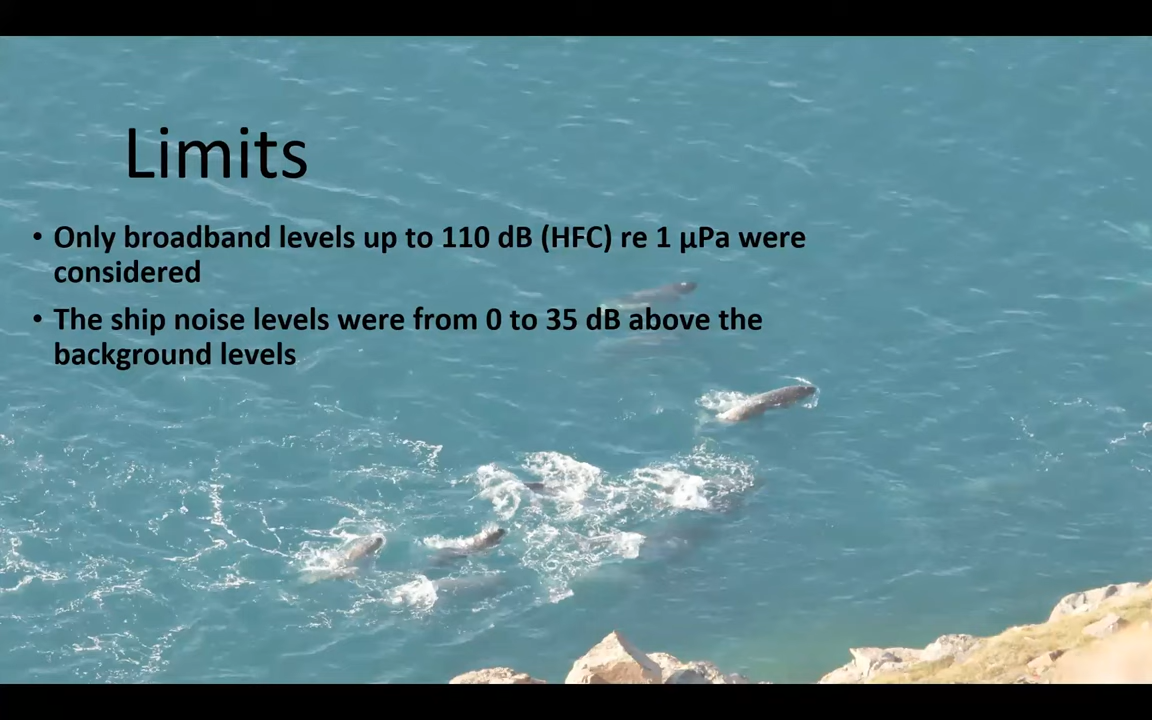 Limits
• Only broadband levels up to 110 dB (HFC) re 1 µPa were
considered
• The ship noise levels were from 0 to 35 dB above the
background levels